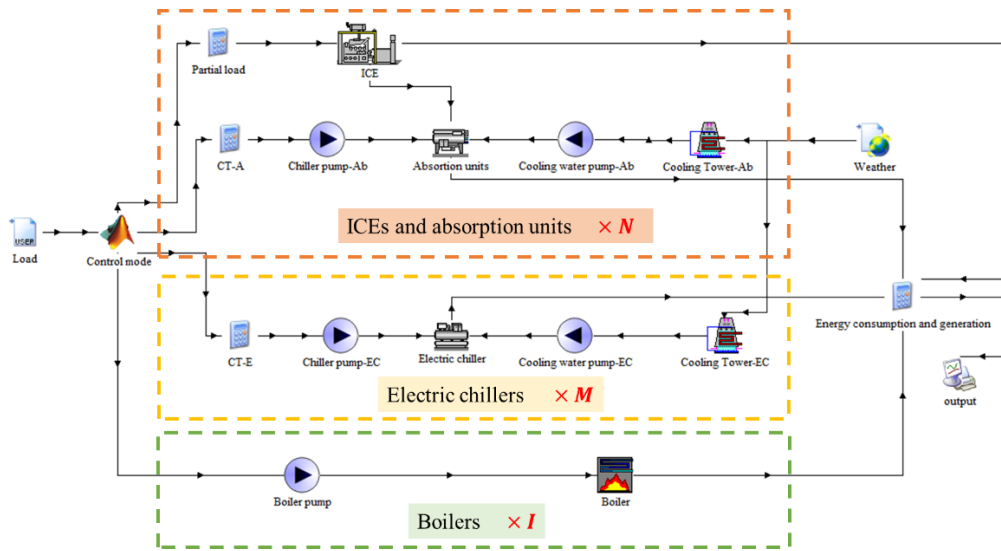 Partial load
ICE
CT-A
Chiller pump-Ab
Absortion units
Cooling water pump-Ab
Cooling Tower-Ab
Weather
ICEs and absorption units × N
USER
Load
Control mode
CT-E
Chiller pump-EC
Electric chiller
Cooling water pump-EC
Cooling Tower-EC
Energy consumption and generation
Electric chillers × M
output
Boiler pump
Boiler
Boilers × I